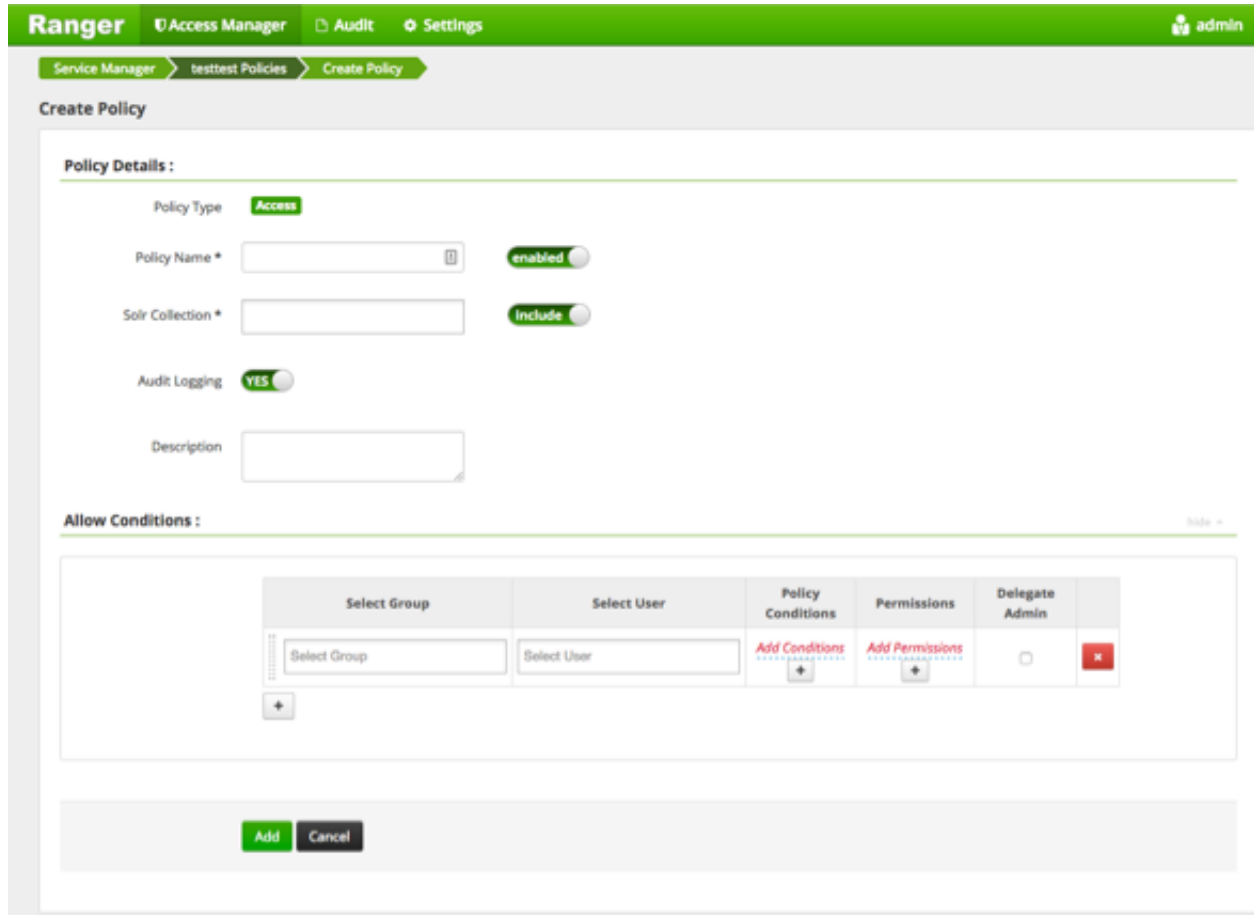 Ranger Access Manager Audit Settings admin
Service Manager testtest Policies Create Policy
Create Policy
Policy Details :
Policy Type Access
Policy Name * enabled
Solr Collection * Include
Audit Logging YES
Description
Allow Conditions :
hide
Select Group Select User Policy Conditions Permissions Delegate Admin
Select Group Select User Add Conditions + Add Permissions +
+
Add Cancel